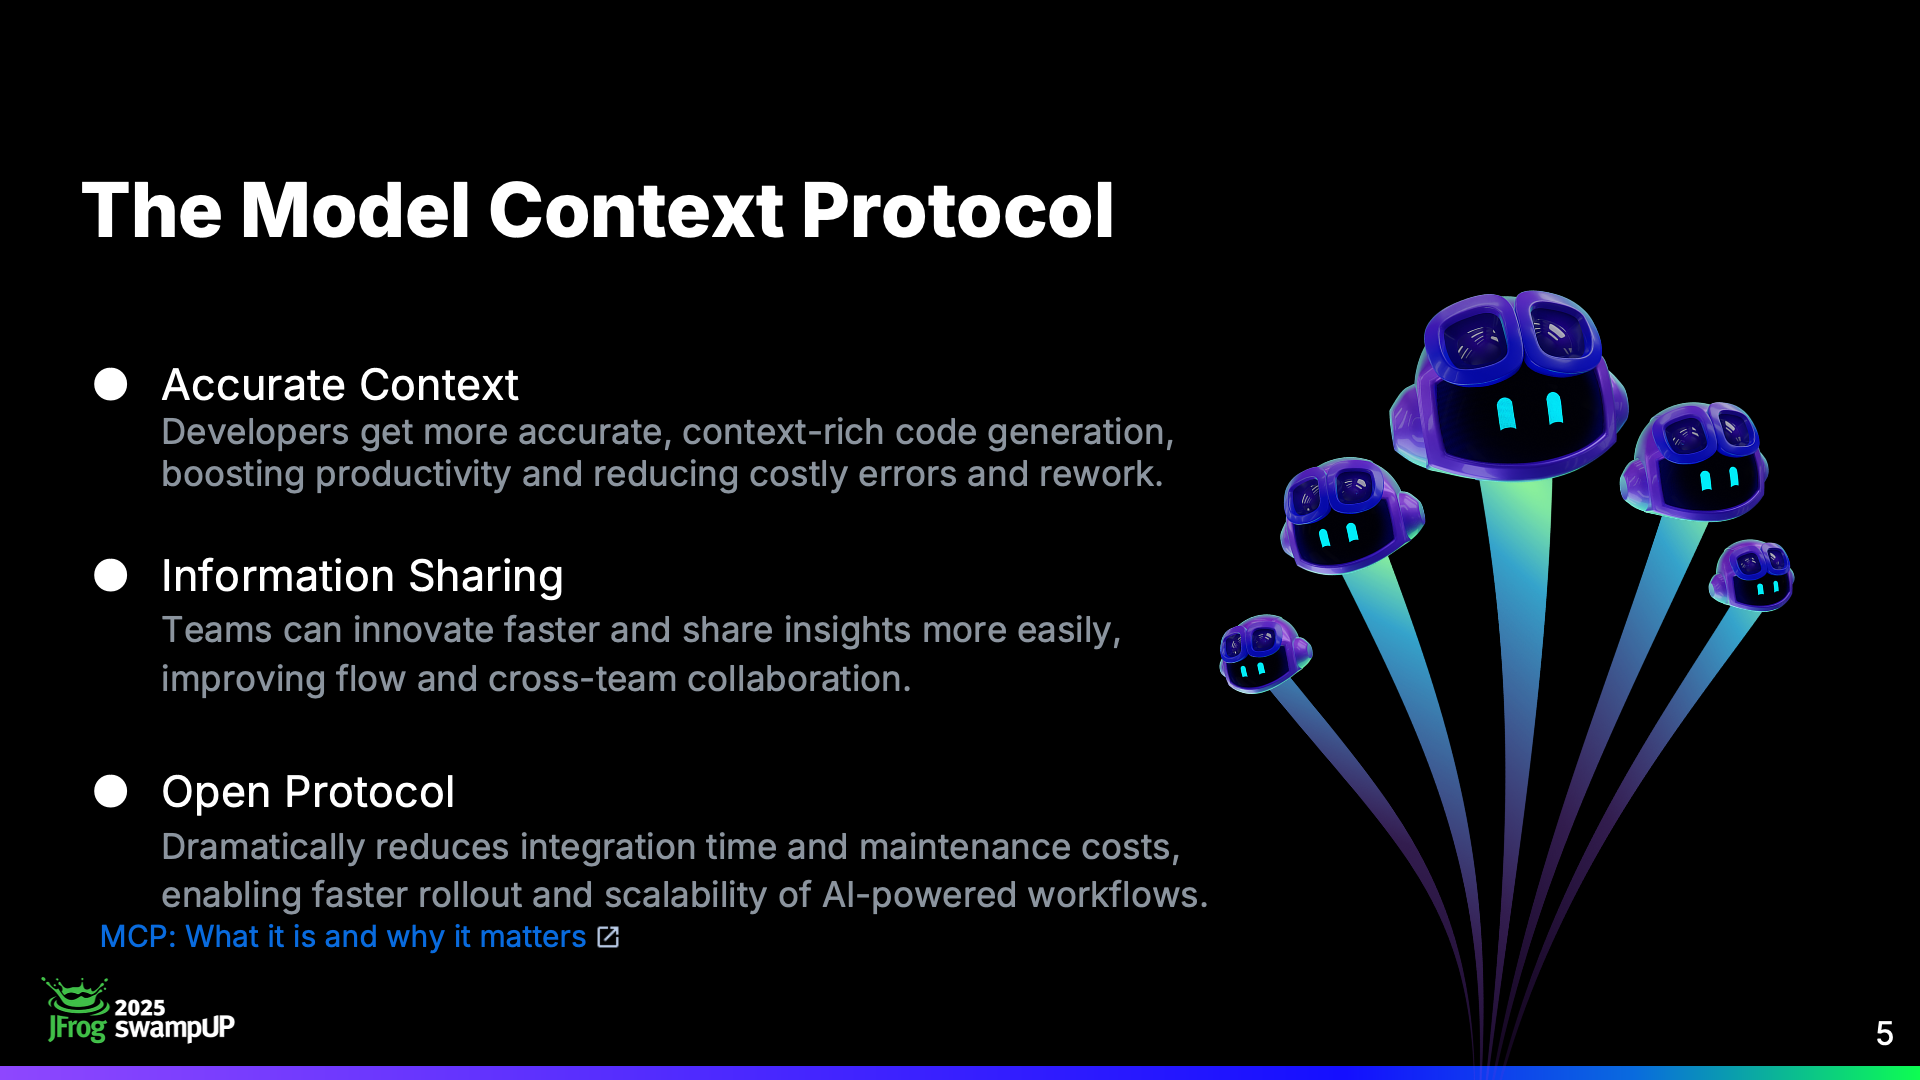 The Model Context Protocol
Accurate Context
Developers get more accurate, context-rich code generation,
boosting productivity and reducing costly errors and rework.
Information Sharing
Teams can innovate faster and share insights more easily,
improving flow and cross-team collaboration.
Open Protocol
Dramatically reduces integration time and maintenance costs,
enabling faster rollout and scalability of AI-powered workflows.
MCP: What it is and why it matters
2025
JFrog swampUP
5